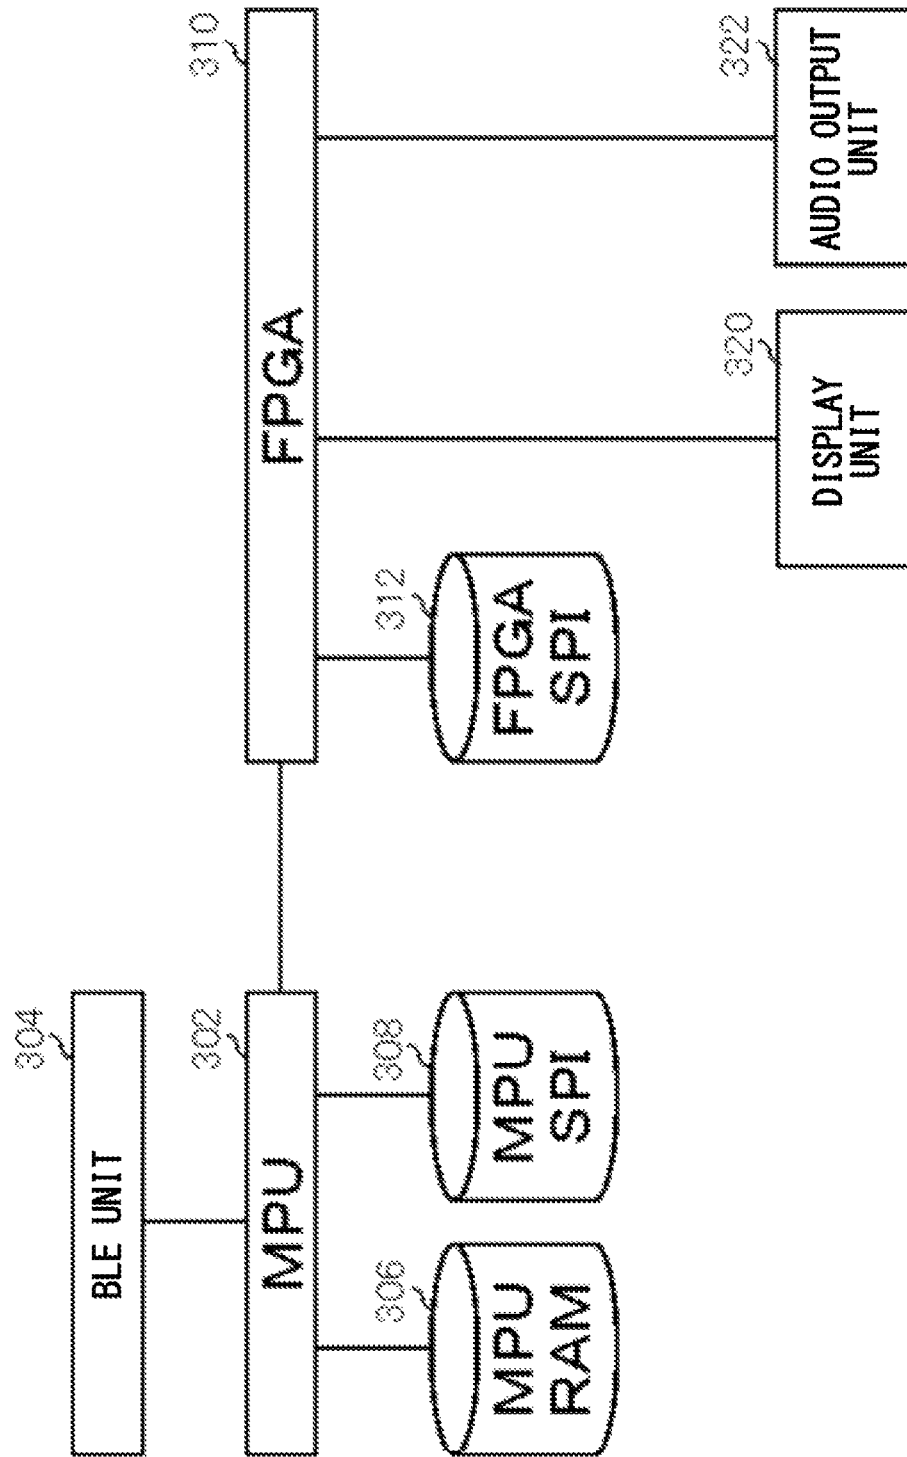 304
BLE UNIT
302
MPU
310
FPGA
306
MPU
RAM
308
MPU
SPI
312
FPGA
SPI
320
DISPLAY
UNIT
322
AUDIO OUTPUT
UNIT